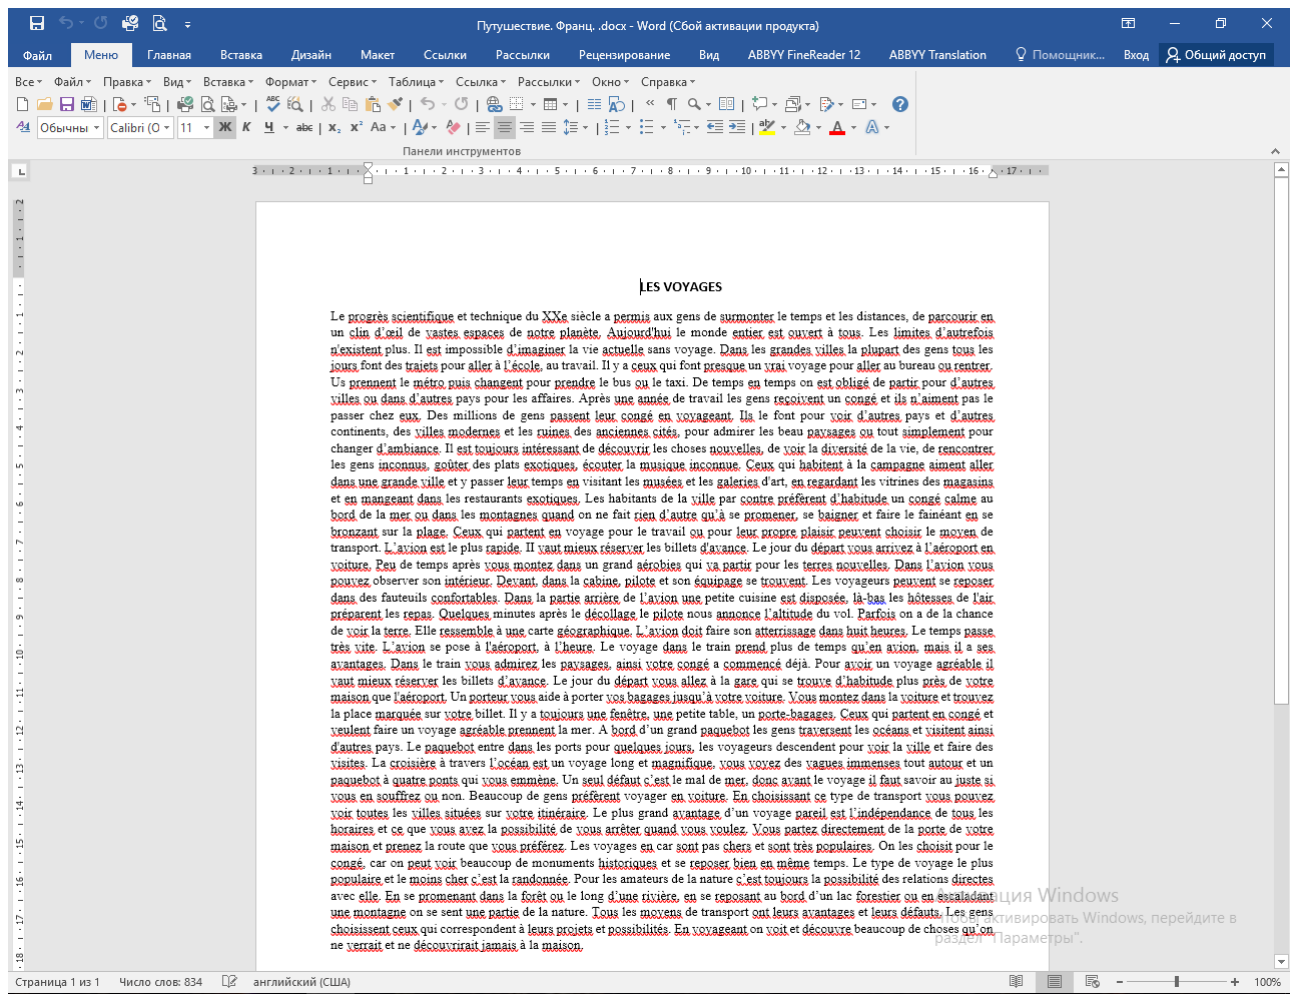 Путушествие. Франц. .docx - Word (Сбой активации продукта)
Файл Меню Главная Вставка Дизайн Макет Ссылки Рассылки Рецензирование Вид ABBYY FineReader 12 ABBYY Translation Помощник... Вход Общий доступ
Все Файл Правка Вид Вставка Формат Сервис Таблица Ссылка Рассылки Окно Справка
Обычны Calibri (О 11 Ж К Ч abc x₂ x² Aa
Панели инструментов
3 2 1 1 2 3 4 5 6 7 8 9 10 11 12 13 14 15 16 17
LES VOYAGES
Le progrès scientifique et technique du XXe siècle a permis aux gens de surmonter le temps et les distances, de parcourir en
un clin d’œil de vastes espaces de notre planète. Aujourd'hui le monde entier est ouvert à tous. Les limites d’autrefois
n'existent plus. Il est impossible d’imaginer la vie actuelle sans voyage. Dans les grandes villes la plupart des gens tous les
jours font des trajets pour aller à l’école, au travail. Il y a ceux qui font presque un vrai voyage pour aller au bureau ou rentrer.
Us prennent le métro puis changent pour prendre le bus ou le taxi. De temps en temps on est obligé de partir pour d’autres
villes ou dans d’autres pays pour les affaires. Après une année de travail les gens reçoivent un congé et ils n’aiment pas le
passer chez eux. Des millions de gens passent leur congé en voyageant. Ils le font pour voir d’autres pays et d’autres
continents, des villes modernes et les ruines des anciennes cités, pour admirer les beau paysages ou tout simplement pour
changer d’ambiance. Il est toujours intéressant de découvrir les choses nouvelles, de voir la diversité de la vie, de rencontrer
les gens inconnus, goûter des plats exotiques, écouter la musique inconnue. Ceux qui habitent à la campagne aiment aller
dans une grande ville et y passer leur temps en visitant les musées et les galeries d'art, en regardant les vitrines des magasins
et en mangeant dans les restaurants exotiques. Les habitants de la ville par contre préfèrent d’habitude un congé calme au
bord de la mer ou dans les montagnes quand on ne fait rien d’autre qu’à se promener, se baigner et faire le fainéant en se
bronzant sur la plage. Ceux qui partent en voyage pour le travail ou pour leur propre plaisir peuvent choisir le moyen de
transport. L’avion est le plus rapide. II vaut mieux réserver les billets d'avance. Le jour du départ vous arrivez à l’aéroport en
voiture. Peu de temps après vous montez dans un grand aérobies qui va partir pour les terres nouvelles. Dans l’avion vous
pouvez observer son intérieur. Devant, dans la cabine, pilote et son équipage se trouvent. Les voyageurs peuvent se reposer
dans des fauteuils confortables. Dans la partie arrière de l’avion une petite cuisine est disposée, là-bas les hôtesses de l'air
préparent les repas. Quelques minutes après le décollage le pilote nous annonce l’altitude du vol. Parfois on a de la chance
de voir la terre. Elle ressemble à une carte géographique. L’avion doit faire son atterrissage dans huit heures. Le temps passe
très vite. L’avion se pose à l'aéroport, à l’heure. Le voyage dans le train prend plus de temps qu’en avion, mais il a ses
avantages. Dans le train vous admirez les paysages, ainsi votre congé a commencé déjà. Pour avoir un voyage agréable il
vaut mieux réserver les billets d’avance. Le jour du départ vous allez à la gare qui se trouve d’habitude plus près de votre
maison que l'aéroport. Un porteur vous aide à porter vos bagages jusqu’à votre voiture. Vous montez dans la voiture et trouvez
la place marquée sur votre billet. Il y a toujours une fenêtre, une petite table, un porte-bagages. Ceux qui partent en congé et
veulent faire un voyage agréable prennent la mer. A bord d’un grand paquebot les gens traversent les océans et visitent ainsi
d'autres pays. Le paquebot entre dans les ports pour quelques jours, les voyageurs descendent pour voir la ville et faire des
visites. La croisière à travers l’océan est un voyage long et magnifique, vous voyez des vagues immenses tout autour et un
paquebot à quatre ponts qui vous emmène. Un seul défaut c’est le mal de mer, donc avant le voyage il faut savoir au juste si
vous en souffrez ou non. Beaucoup de gens préfèrent voyager en voiture. En choisissant ce type de transport vous pouvez
voir toutes les villes situées sur votre itinéraire. Le plus grand avantage d’un voyage pareil est l’indépendance de tous les
horaires et ce que vous avez la possibilité de vous arrêter quand vous voulez. Vous partez directement de la porte de votre
maison et prenez la route que vous préférez. Les voyages en car sont pas chers et sont très populaires. On les choisit pour le
congé, car on peut voir beaucoup de monuments historiques et se reposer bien en même temps. Le type de voyage le plus
populaire et le moins cher c’est la randonnée. Pour les amateurs de la nature c’est toujours la possibilité des relations directes
avec elle. En se promenant dans la forêt ou le long d’une rivière, en se reposant au bord d’un lac forestier ou en escaladant
une montagne on se sent une partie de la nature. Tous les moyens de transport ont leurs avantages et leurs défauts. Les gens
choisissent ceux qui correspondent à leurs projets et possibilités. En voyageant on voit et découvre beaucoup de choses qu’on
ne verrait et ne découvrirait jamais à la maison.
Активация Windows
Чтобы активировать Windows, перейдите в
раздел "Параметры".
Страница 1 из 1 Число слов: 834 английский (США) 100%